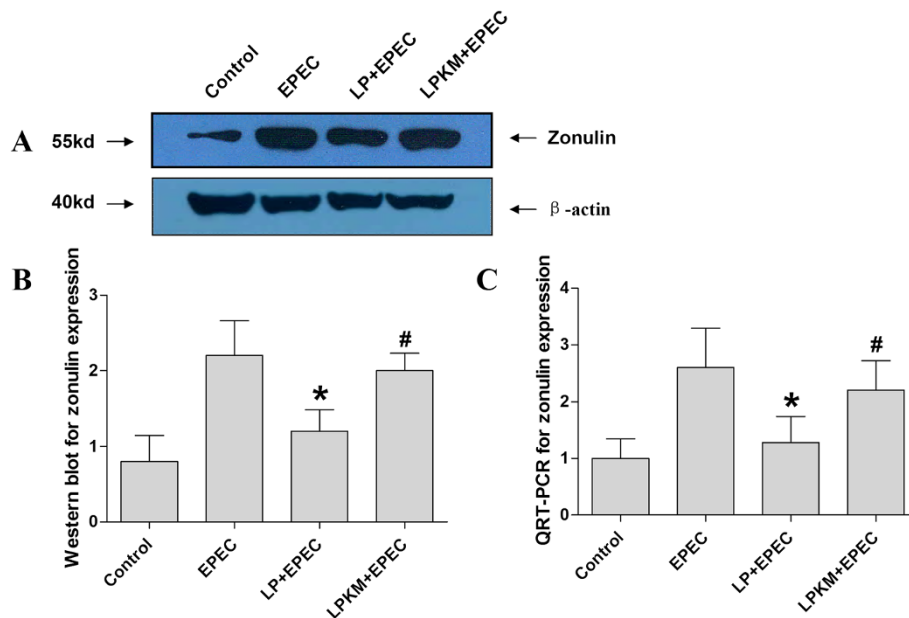 Control
EPEC
LP+EPEC
LPKM+EPEC
A
55kd
Zonulin
40kd
β-actin
B
Western blot for zonulin expression
3
2
1
0
*
#
Control
EPEC
LP+EPEC
LPKM+EPEC
C
QRT-PCR for zonulin expression
4
3
2
1
0
*
#
Control
EPEC
LP+EPEC
LPKM+EPEC